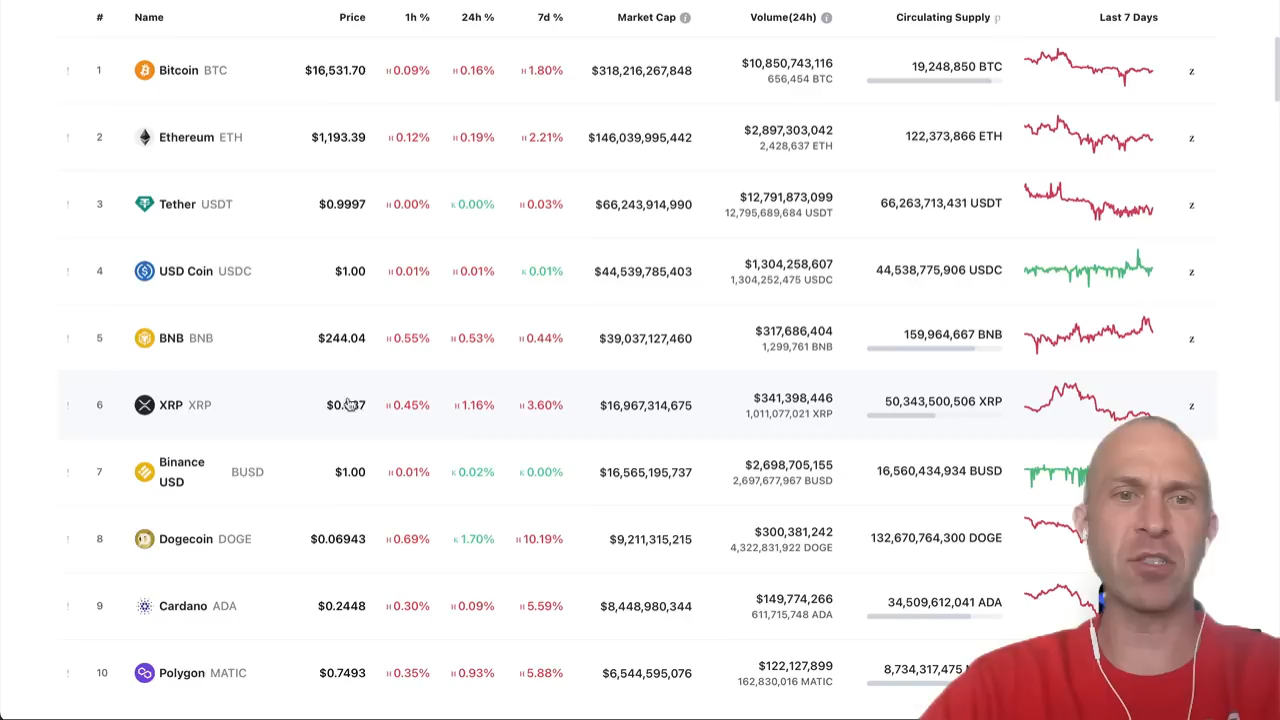 # Name Price 1h % 24h % 7d % Market Cap Volume(24h) Circulating Supply Last 7 Days
1 Bitcoin BTC $16,531.70 0.09% 0.16% 1.80% $318,216,267,848 $10,850,743,116 19,248,850 BTC z
656,454 BTC
2 Ethereum ETH $1,193.39 0.12% 0.19% 2.21% $146,039,995,442 $2,897,303,042 122,373,866 ETH z
2,428,637 ETH
3 Tether USDT $0.9997 0.00% 0.00% 0.03% $66,243,914,990 $12,791,873,099 66,263,713,431 USDT z
12,795,689,684 USDT
4 USD Coin USDC $1.00 0.01% 0.01% 0.01% $44,539,785,403 $1,304,258,607 44,538,775,906 USDC z
1,304,252,475 USDC
5 BNB BNB $244.04 0.55% 0.53% 0.44% $39,037,127,460 $317,686,404 159,964,667 BNB z
1,299,761 BNB
6 XRP XRP 0.45% 1.16% 3.60% $16,967,314,675 $341,398,446 50,343,500,506 XRP z
1,011,077,021 XRP
7 Binance USD BUSD $1.00 0.01% 0.02% 0.00% $16,565,195,737 $2,698,705,155 16,560,434,934 BUSD
2,697,677,967 BUSD
8 Dogecoin DOGE $0.06943 0.69% 1.70% 10.19% $9,211,315,215 $300,381,242 132,670,764,300 DOGE
4,322,831,922 DOGE
9 Cardano ADA $0.2448 0.30% 0.09% 5.59% $8,448,980,344 $149,774,266 34,509,612,041 ADA
611,715,748 ADA
10 Polygon MATIC $0.7493 0.35% 0.93% 5.88% $6,544,595,076 $122,127,899 8,734,317,475
162,830,016 MATIC